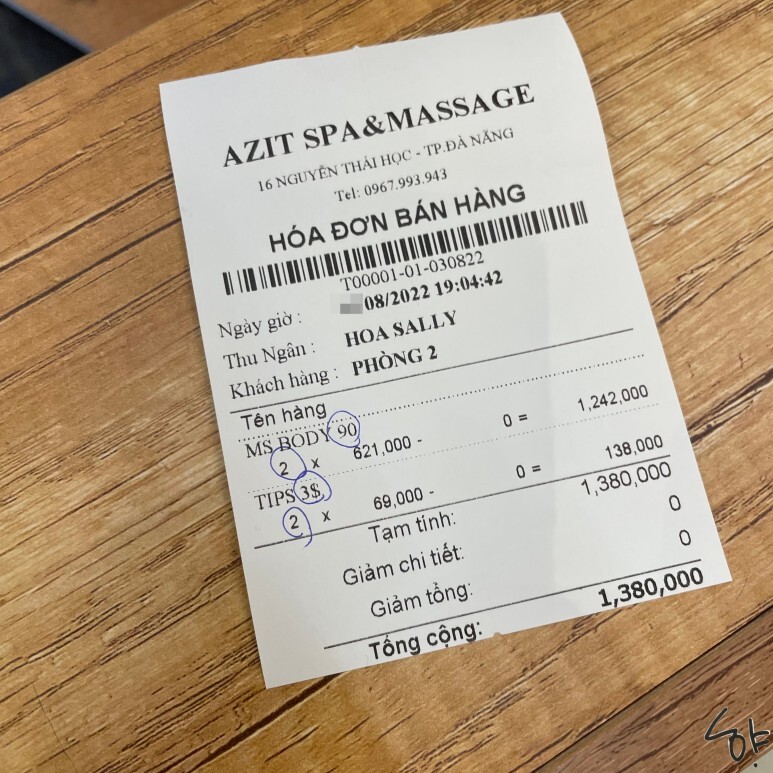 AZIT SPA&MASSAGE
16 NGUYỄN THÁI HỌC - TP.ĐÀ NẴNG
Tel: 0967.993.943
HÓA ĐƠN BÁN HÀNG
T00001-01-030822
Ngày giờ : 08/2022 19:04:42
Thu Ngân : HOA SALLY
Khách hàng : PHÒNG 2
Tên hàng
MS BODY 90
2 x 621,000 - 0 = 1,242,000
TIPS 3$
2 x 69,000 - 0 = 138,000
Tạm tính: 1,380,000
Giảm chi tiết: 0
Giảm tổng: 0
Tổng cộng: 1,380,000